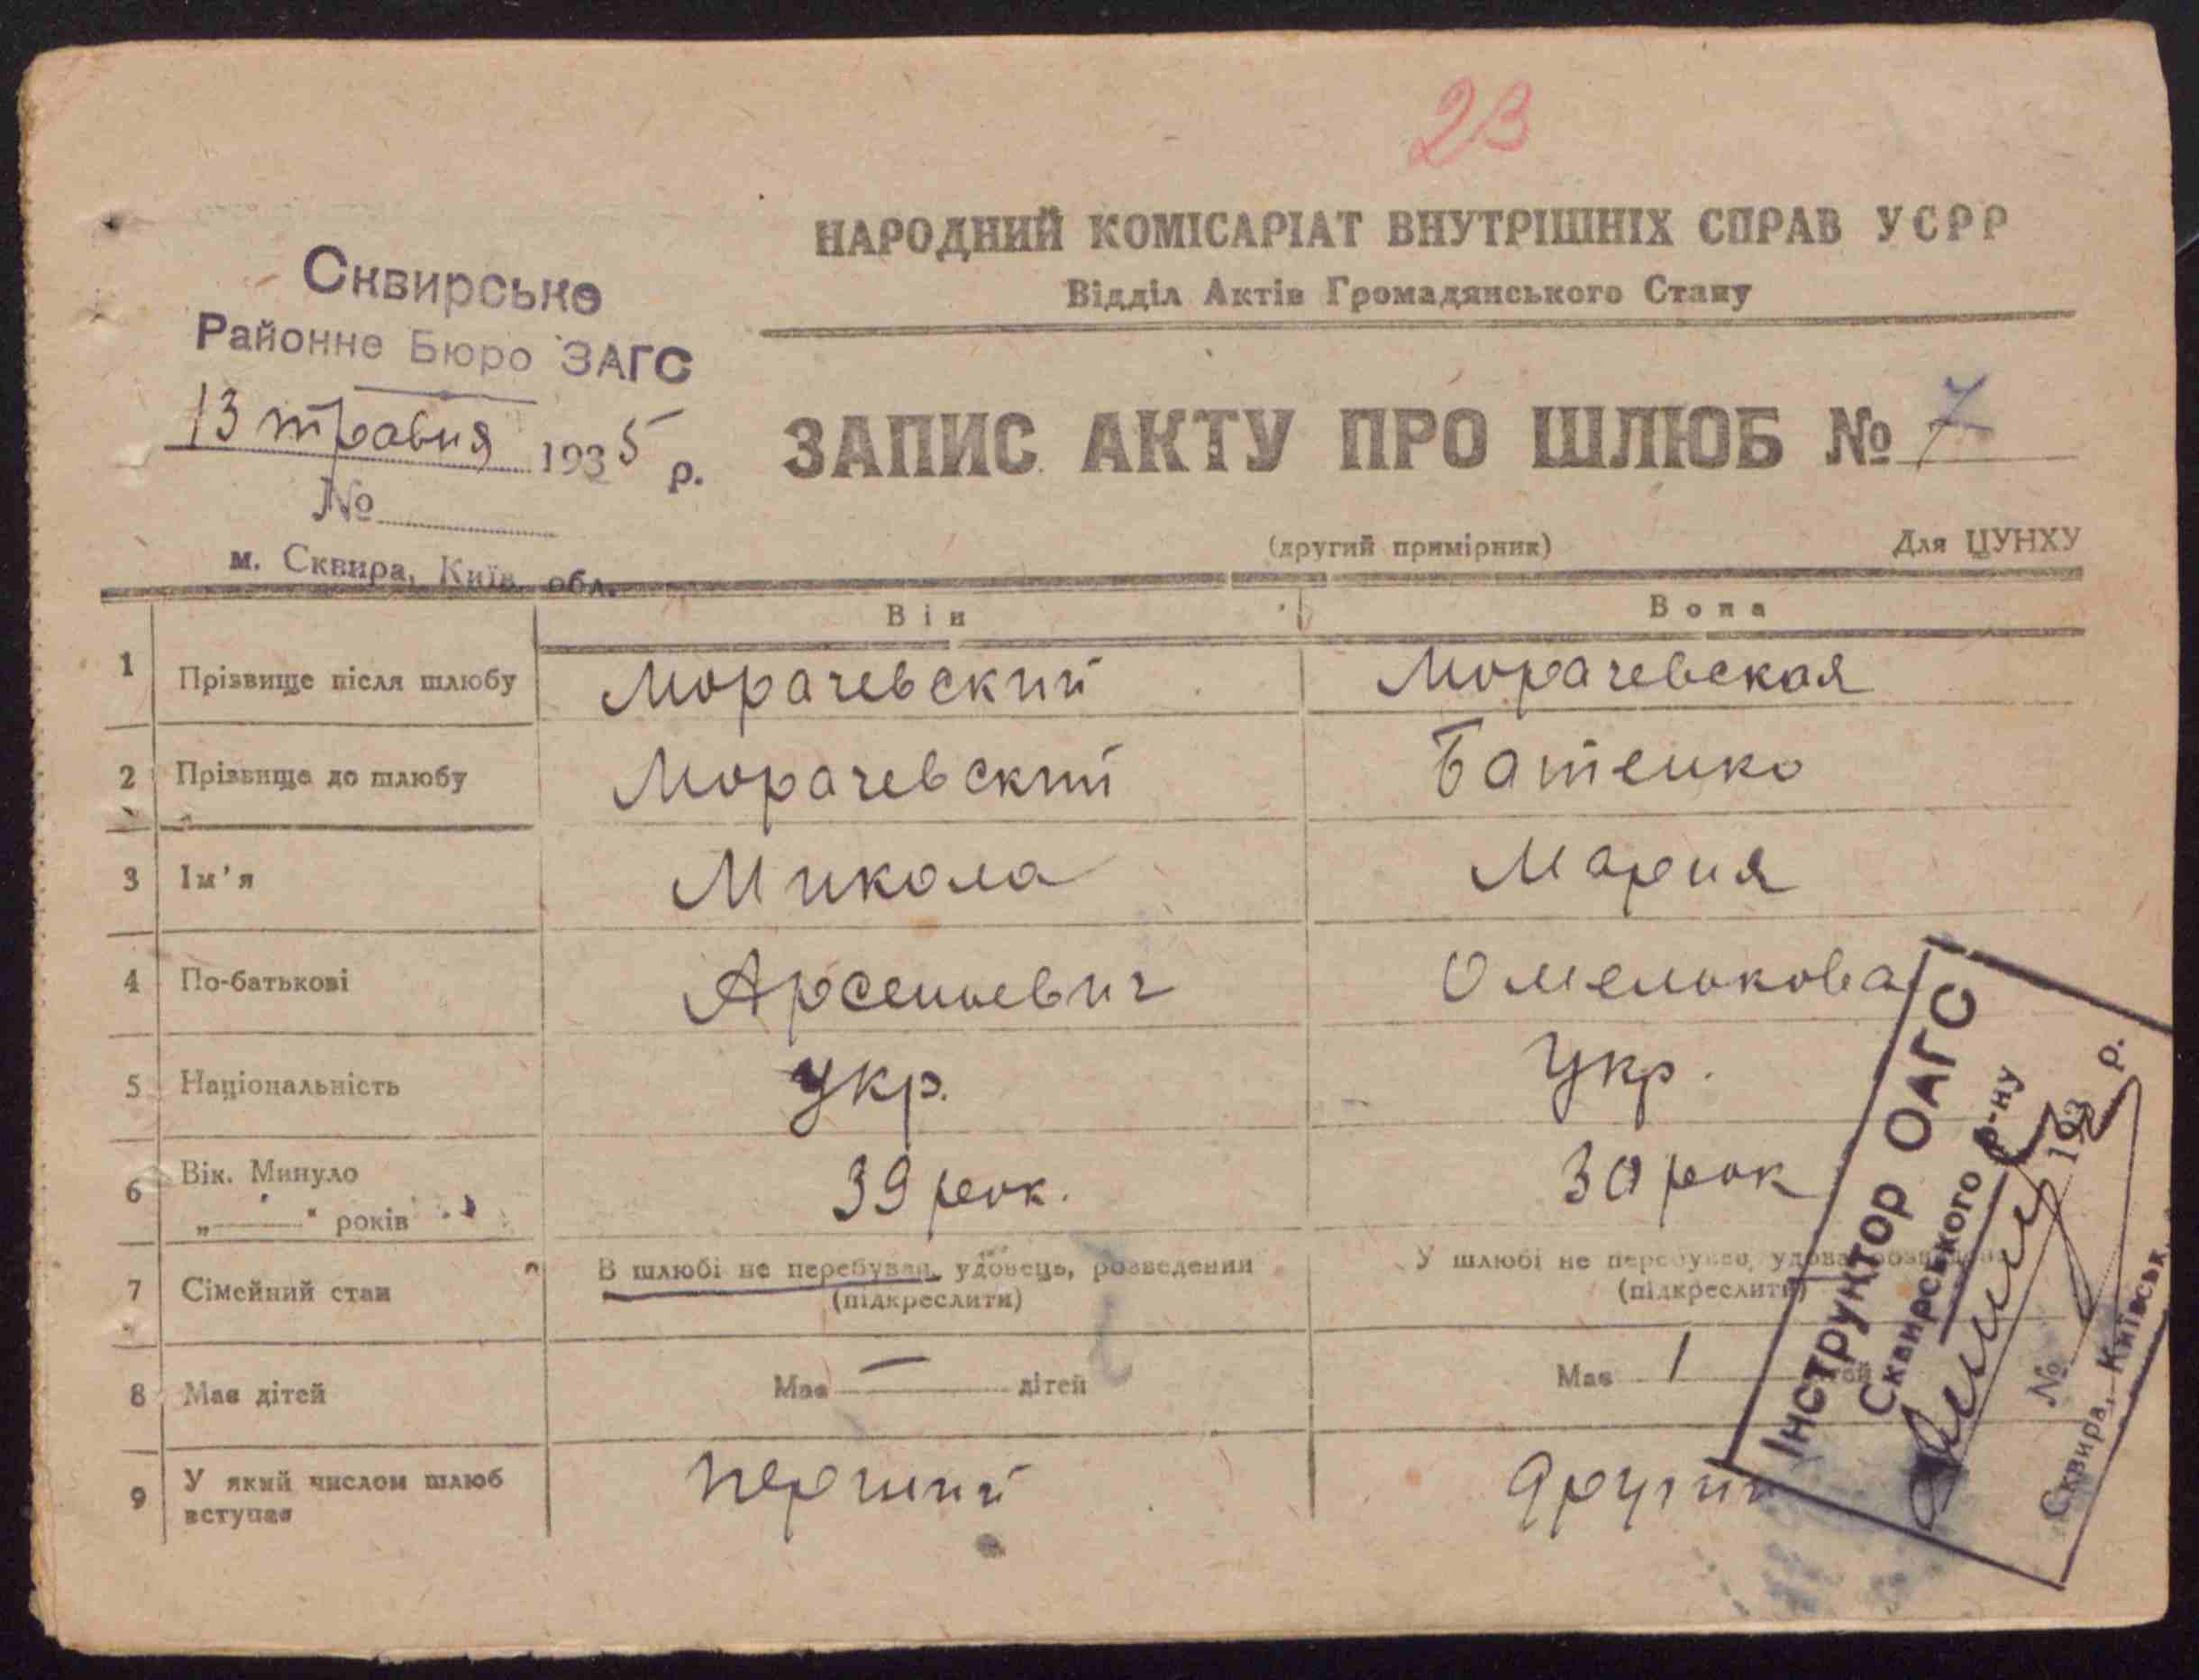 23
НАРОДНИЙ КОМІСАРІАТ ВНУТРІШНІХ СПРАВ УСРР
Відділ Актів Громадянського Стану
Сквирське
Районне Бюро ЗАГС
13 травня 1935 р.
№
м. Сквира, Київ. обл.
ЗАПИС АКТУ ПРО ШЛЮБ № 7
(другий примірник) Для ЦУНХУ
Він Вона
1 Прізвище після шлюбу Морачевский Морачевская
2 Прізвище до шлюбу Морачевский Батенко
3 Ім'я Микола Мария
4 По-батькові Арсеньевич Омельковна
5 Національність Укр. Укр.
6 Вік. Минуло 39 рок. 30 рок
„—" років
7 Сімейний стан В шлюбі не перебував, удовець, розведений У шлюбі не перебував, удова
(підкреслити) (підкреслити)
8 Має дітей Має — дітей Має 1
9 У який числом шлюб вступає перший другий
Інструктор ОАГС
Сквирського р-ну
193 р.
№
Сквира, Київськ.